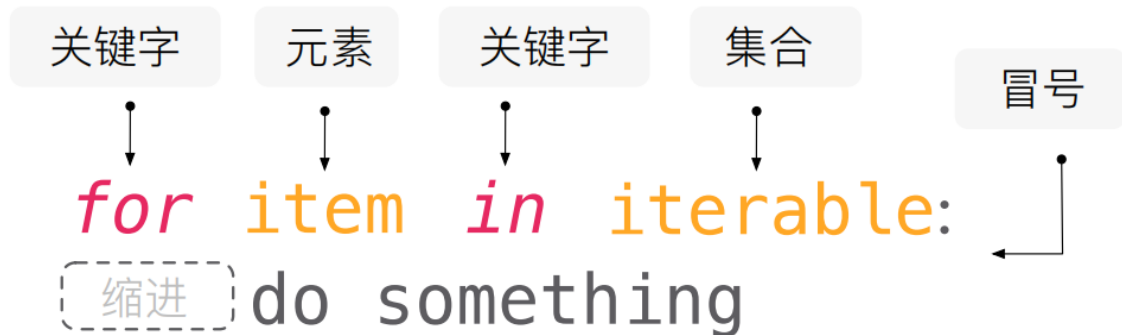 关键字 元素 关键字 集合
冒号
for item in iterable:
缩进 do something